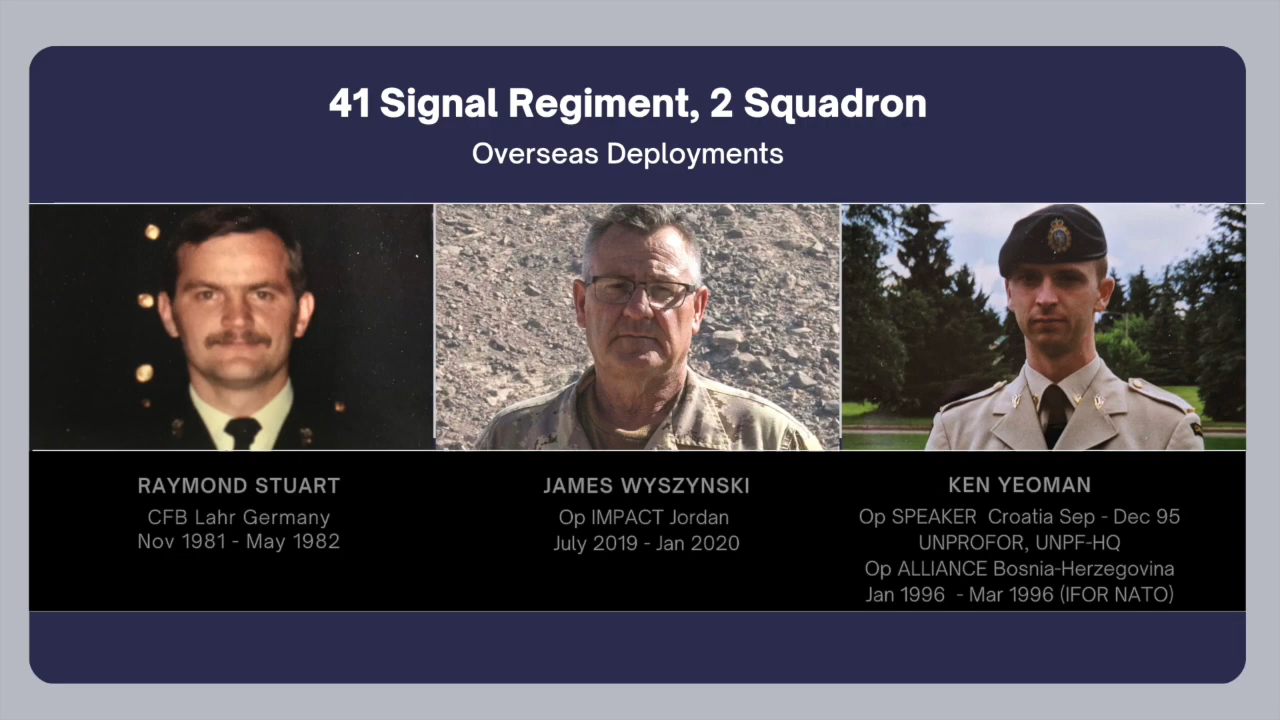 41 Signal Regiment, 2 Squadron
Overseas Deployments
RAYMOND STUART
CFB Lahr Germany
Nov 1981 - May 1982
JAMES WYSZYNSKI
Op IMPACT Jordan
July 2019 - Jan 2020
KEN YEOMAN
Op SPEAKER  Croatia Sep - Dec 95
UNPROFOR, UNPF-HQ
Op ALLIANCE Bosnia-Herzegovina
Jan 1996  - Mar 1996 (IFOR NATO)